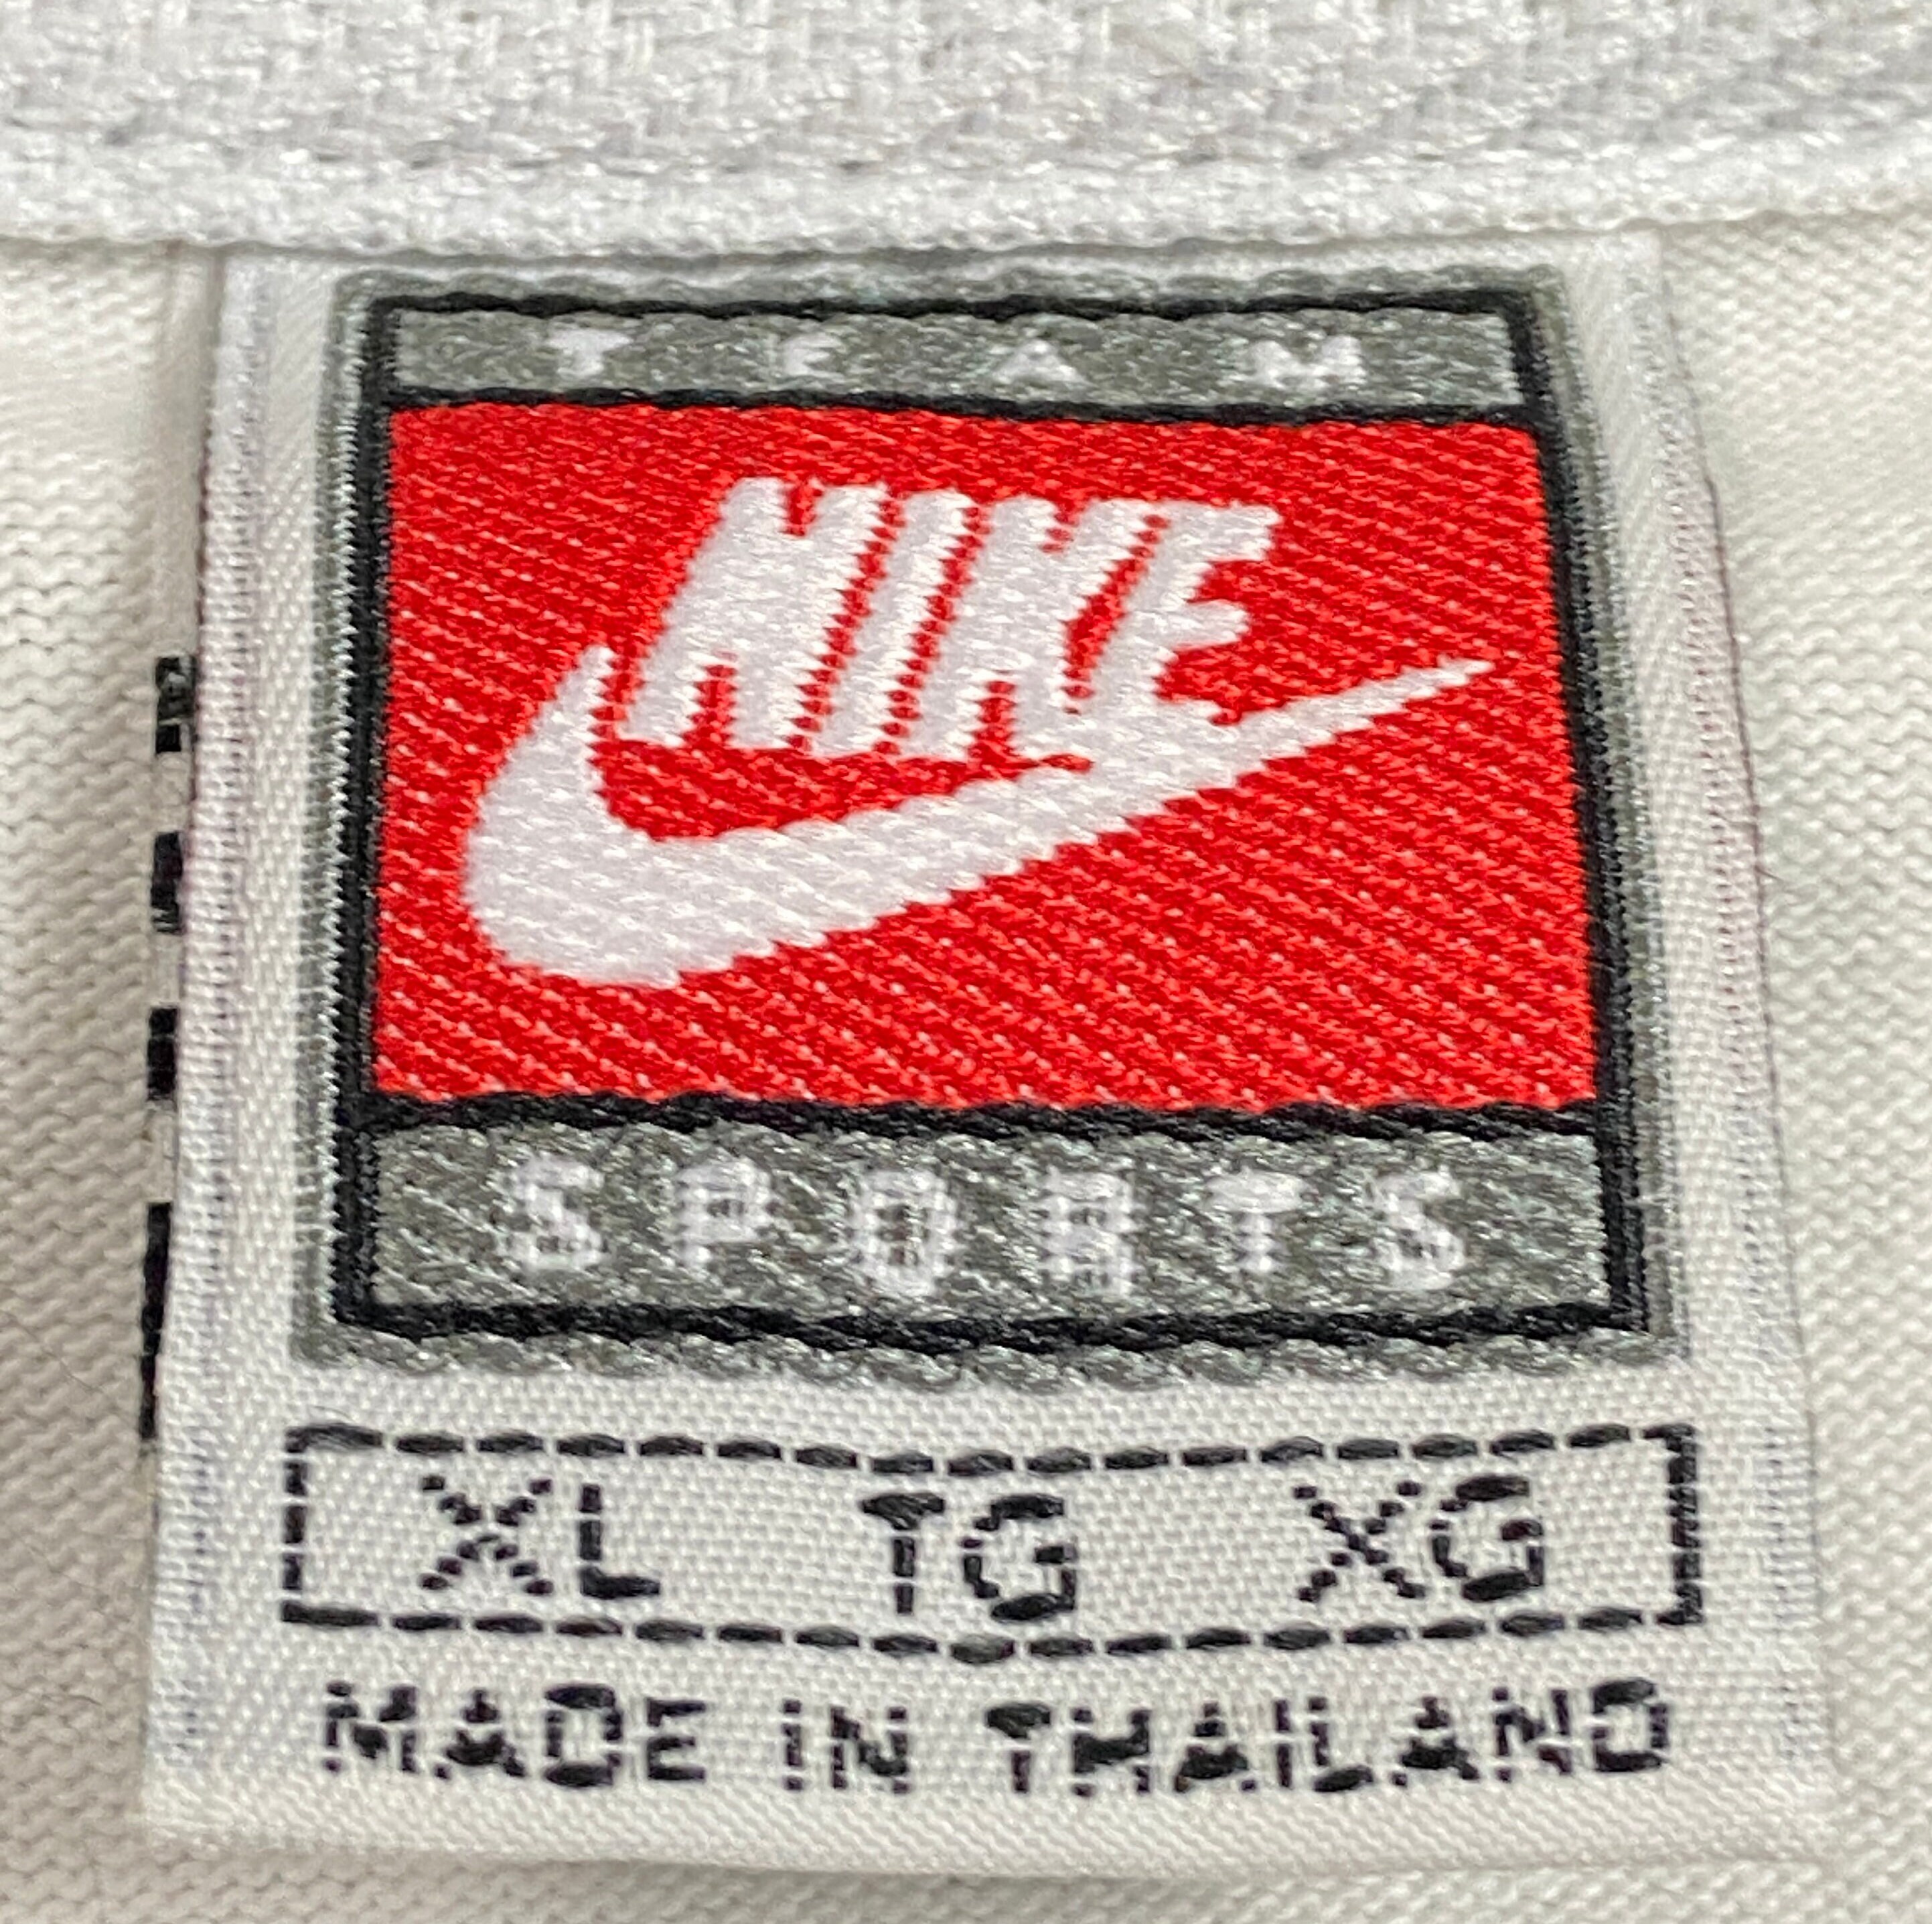 TEAM
NIKE
SPORTS
XL TG XG
MADE IN THAILAND